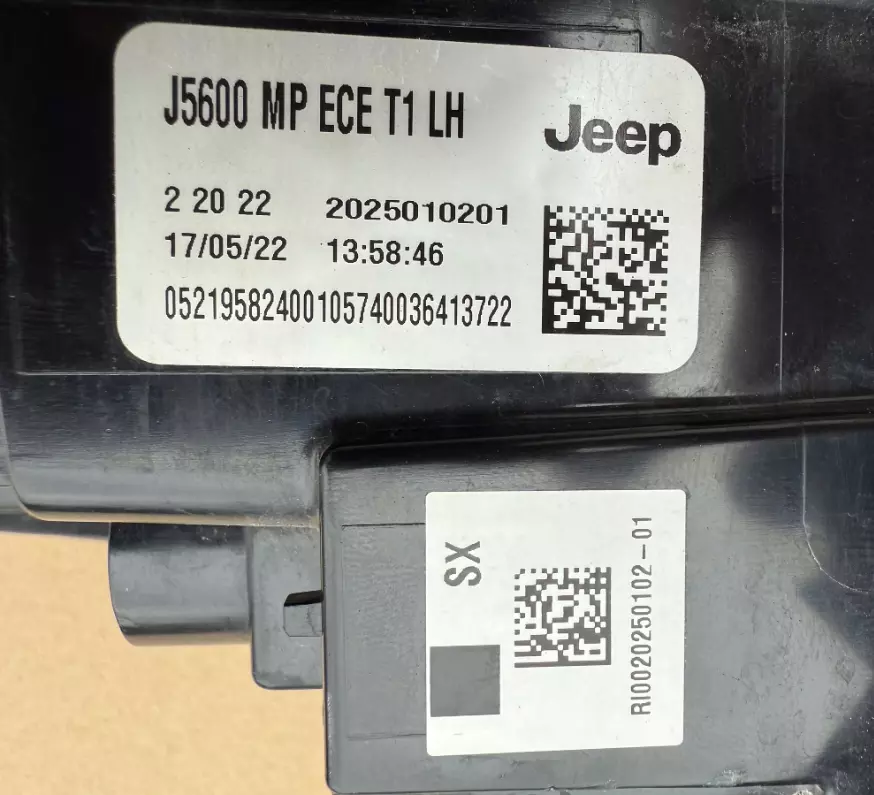 J5600 MP ECE T1 LH
Jeep
2 20 22 2025010201
17/05/22 13:58:46
05219582400105740036413722
SX
RI0020250102-01